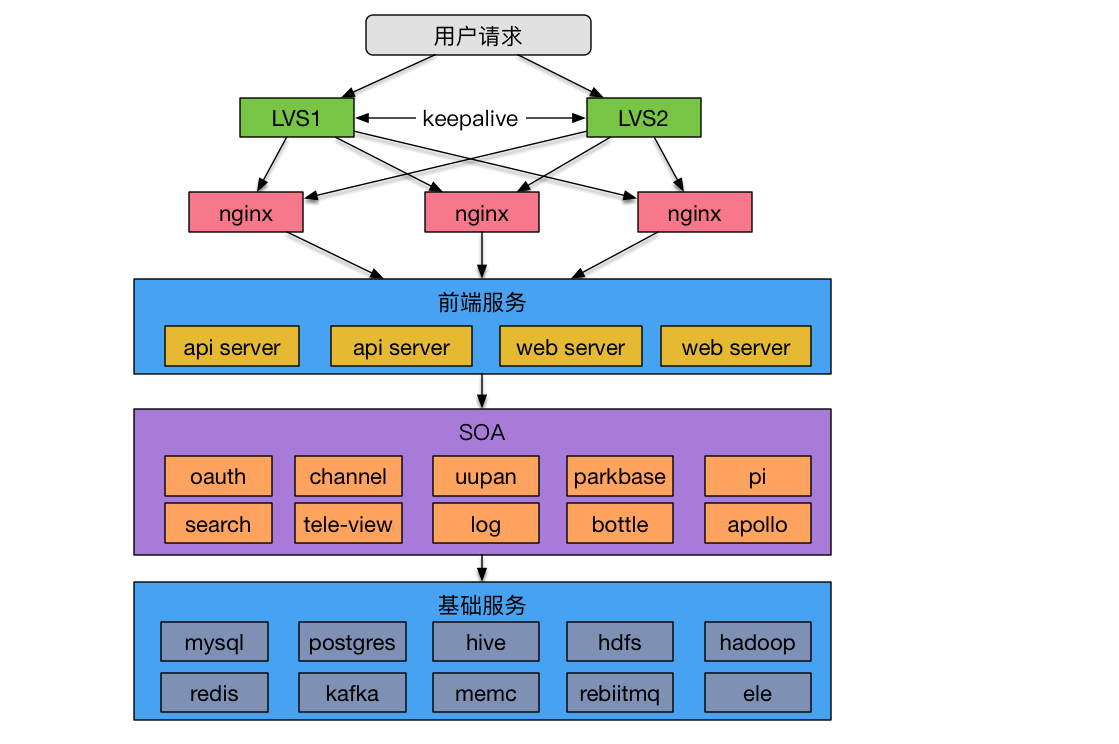 用户请求
LVS1
keepalive
LVS2
nginx
nginx
nginx
前端服务
api server
api server
web server
web server
SOA
oauth
channel
uupan
parkbase
pi
search
tele-view
log
bottle
apollo
基础服务
mysql
postgres
hive
hdfs
hadoop
redis
kafka
memc
rebiitmq
ele